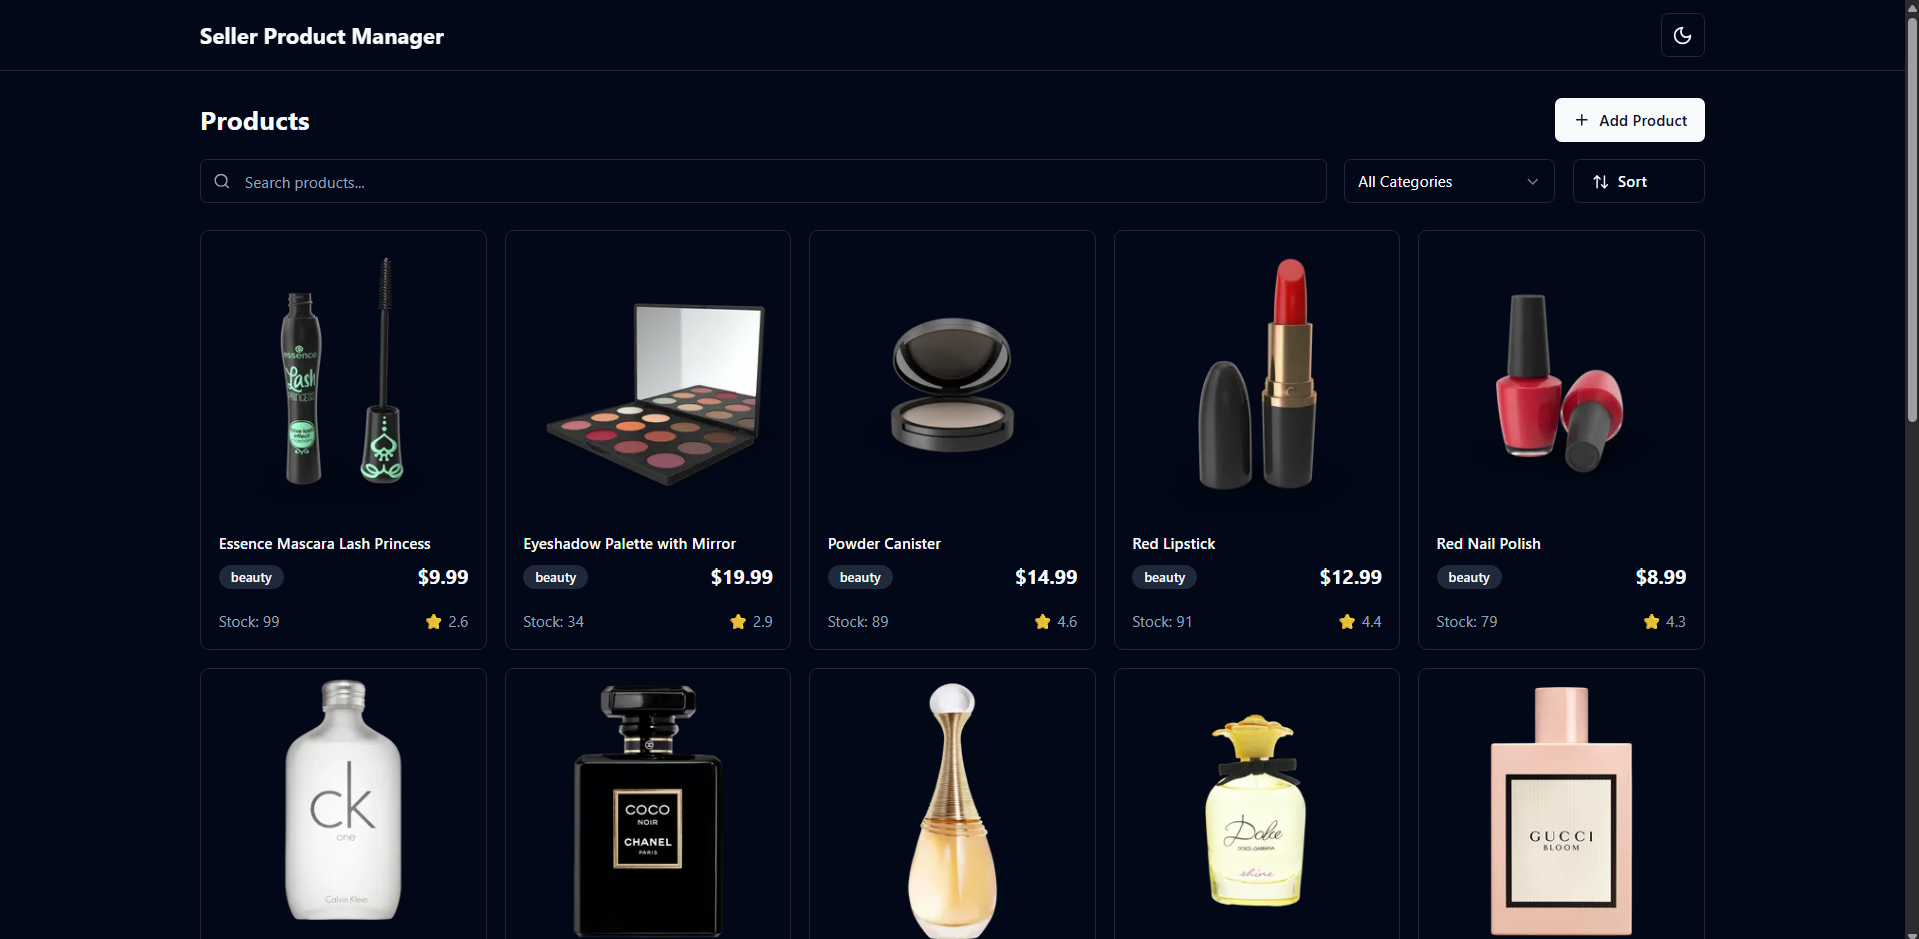 Seller Product Manager
Products
Add Product
Search products...
All Categories
Sort
essence
Lash
PRINCESS
false lash
effect
Essence Mascara Lash Princess
beauty
$9.99
Stock: 99
2.6
Eyeshadow Palette with Mirror
beauty
$19.99
Stock: 34
2.9
Powder Canister
beauty
$14.99
Stock: 89
4.6
Red Lipstick
beauty
$12.99
Stock: 91
4.4
Red Nail Polish
beauty
$8.99
Stock: 79
4.3
ck
one
Calvin Klein
COCO
NOIR
CHANEL
PARIS
Dolce
DOLCE & GABBANA
shine
GUCCI
BLOOM